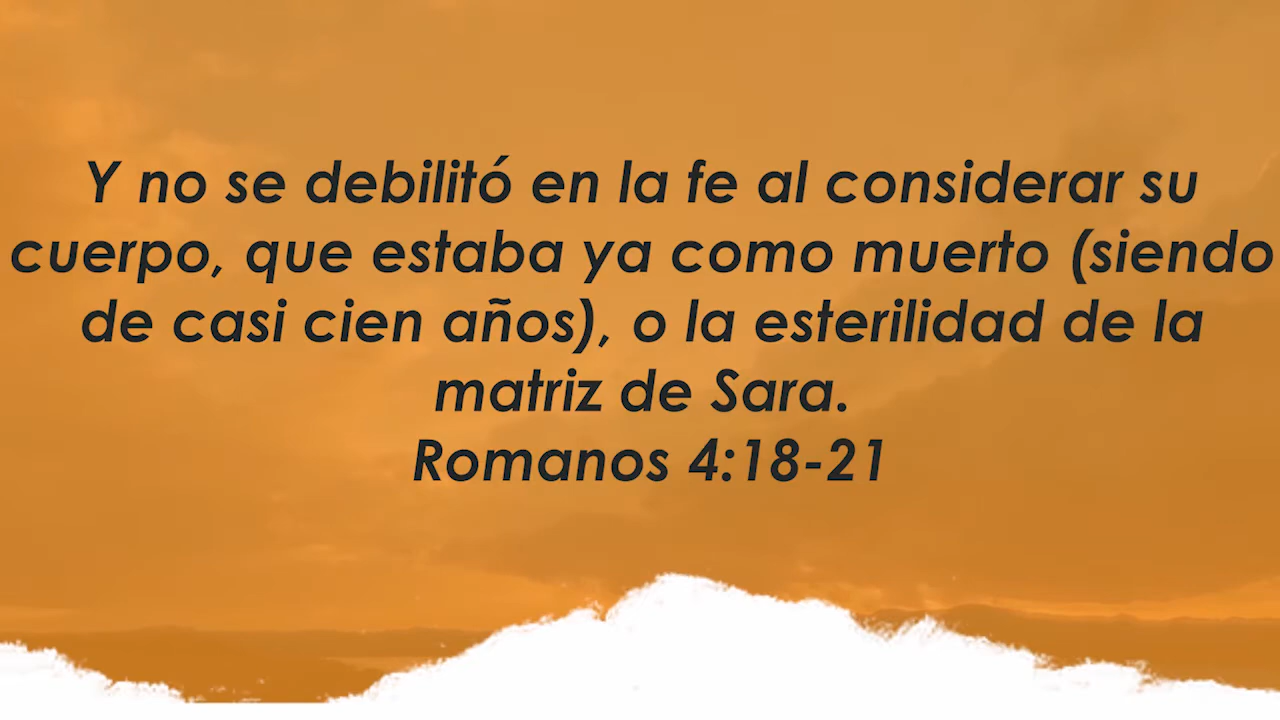 Y no se debilitó en la fe al considerar su
cuerpo, que estaba ya como muerto (siendo
de casi cien años), o la esterilidad de la
matriz de Sara.
Romanos 4:18-21